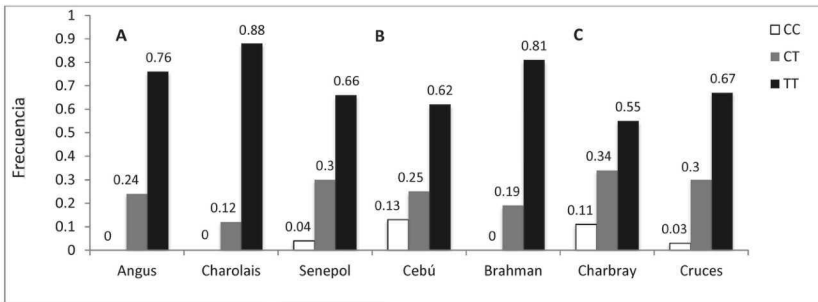 A B C
CC
CT
TT
Frecuencia
1
0.9
0.8
0.7
0.6
0.5
0.4
0.3
0.2
0.1
0
0 0.24 0.76
0 0.12 0.88
0.04 0.3 0.66
0.13 0.25 0.62
0 0.19 0.81
0.11 0.34 0.55
0.03 0.3 0.67
Angus Charolais Senepol Cebú Brahman Charbray Cruces